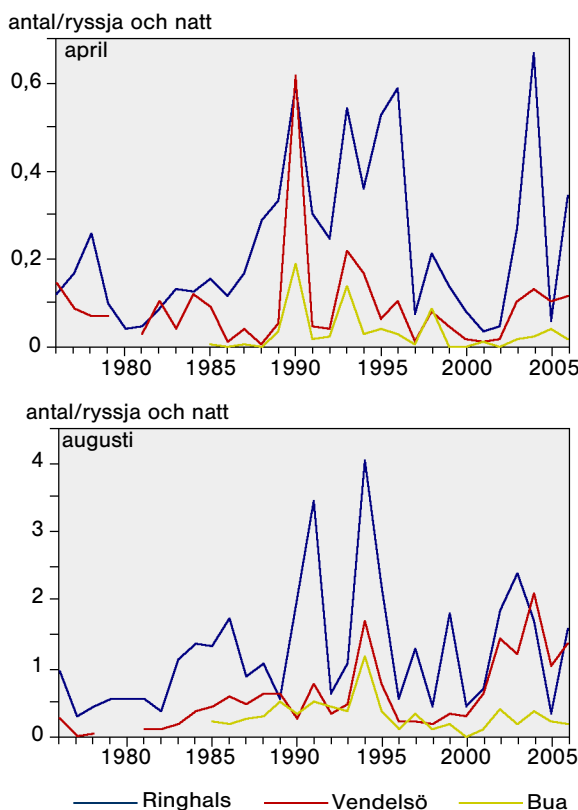 antal/ryssja och natt
april
0,6
0,4
0,2
0
1980 1985 1990 1995 2000 2005
antal/ryssja och natt
augusti
4
3
2
1
0
1980 1985 1990 1995 2000 2005
Ringhals Vendelsö Bua